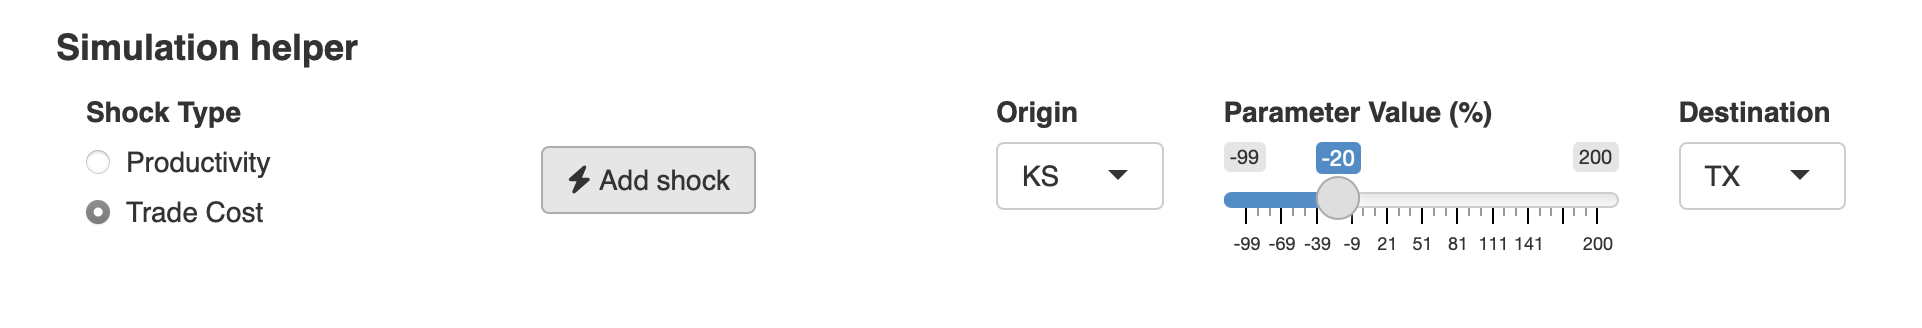 Simulation helper
Shock Type
Productivity
Trade Cost
Add shock
Origin
KS
Parameter Value (%)
-99 -20 200
-99 -69 -39 -9 21 51 81 111 141 200
Destination
TX